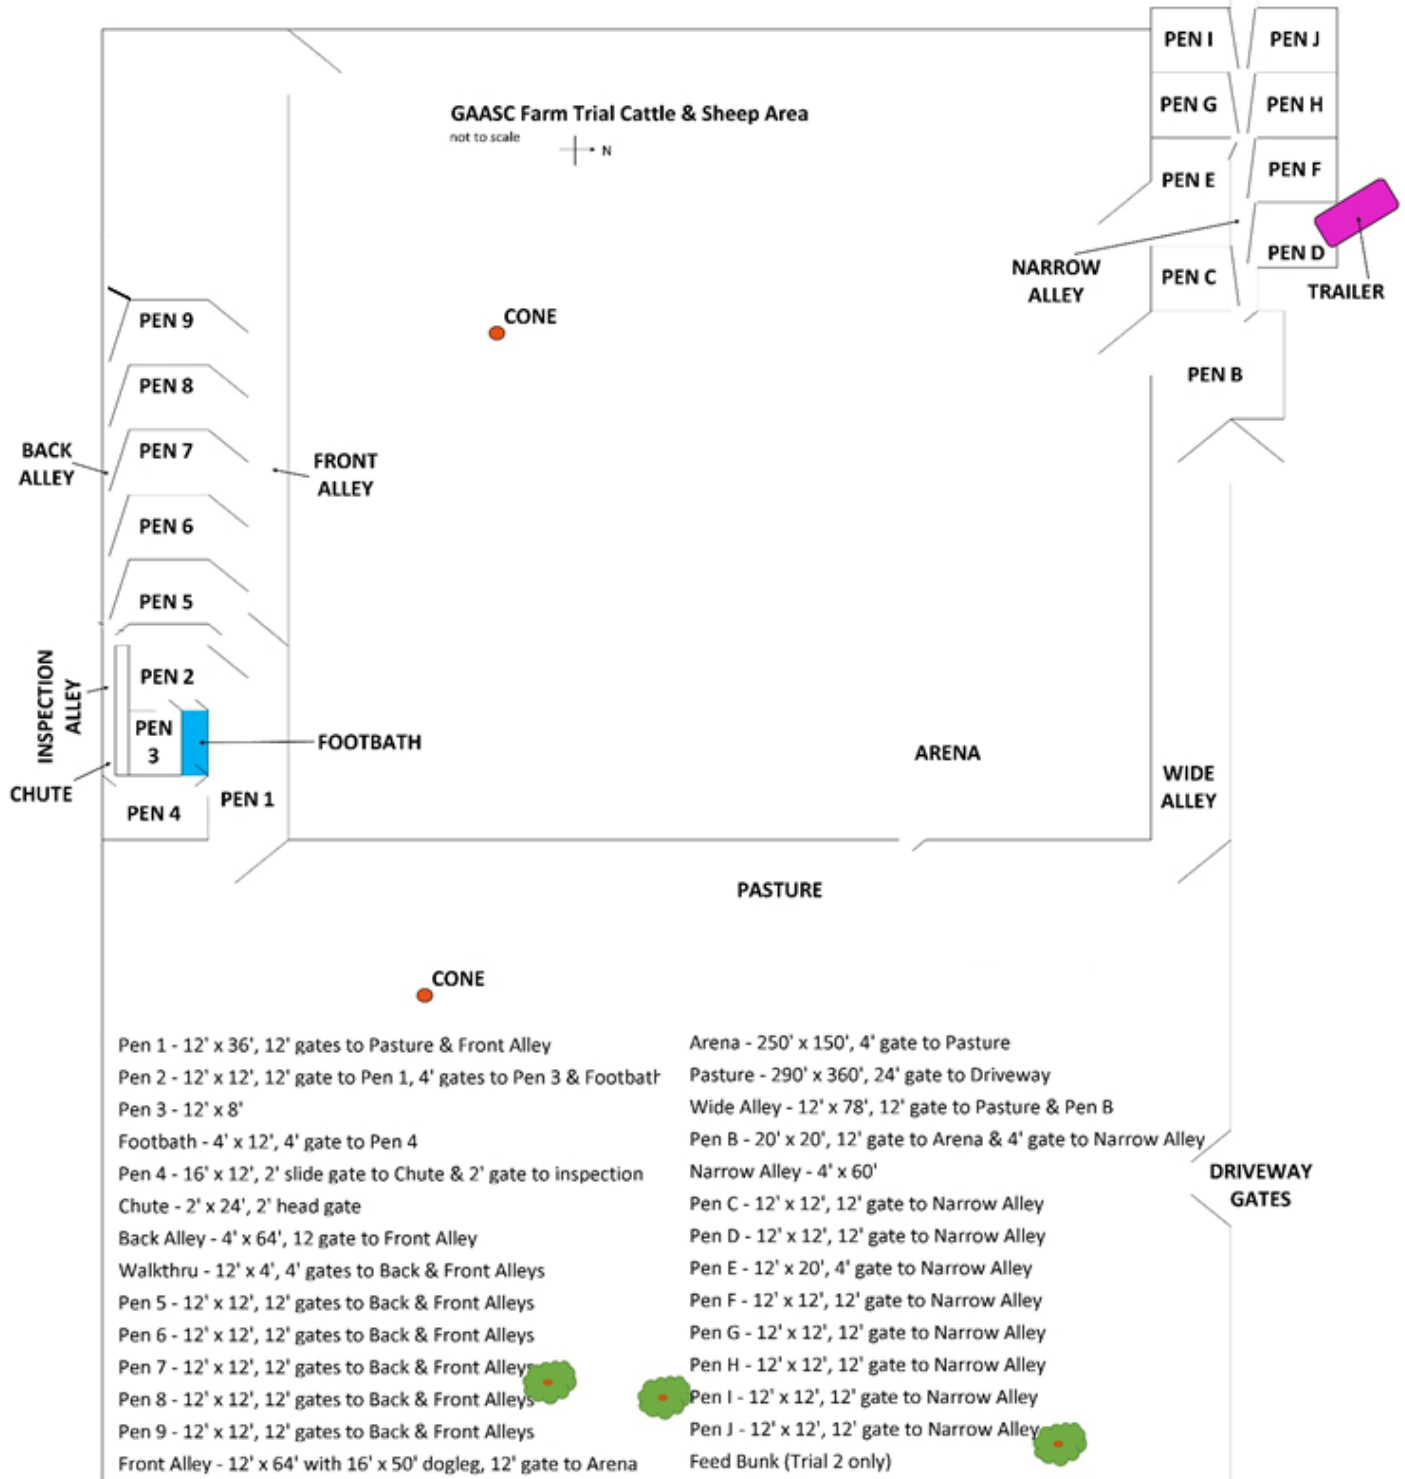 PEN I
PEN J
GAASC Farm Trial Cattle & Sheep Area
not to scale
N
PEN G
PEN H
PEN E
PEN F
NARROW
ALLEY
PEN D
PEN C
TRAILER
PEN 9
CONE
PEN 8
PEN B
BACK
ALLEY
PEN 7
FRONT
ALLEY
PEN 6
PEN 5
INSPECTION
ALLEY
PEN 2
PEN
3
FOOTBATH
ARENA
CHUTE
PEN 4
PEN 1
WIDE
ALLEY
PASTURE
CONE
Pen 1 - 12' x 36', 12' gates to Pasture & Front Alley
Pen 2 - 12' x 12', 12' gate to Pen 1, 4' gates to Pen 3 & Footbath
Pen 3 - 12' x 8'
Footbath - 4' x 12', 4' gate to Pen 4
Pen 4 - 16' x 12', 2' slide gate to Chute & 2' gate to inspection
Chute - 2' x 24', 2' head gate
Back Alley - 4' x 64', 12 gate to Front Alley
Walkthru - 12' x 4', 4' gates to Back & Front Alleys
Pen 5 - 12' x 12', 12' gates to Back & Front Alleys
Pen 6 - 12' x 12', 12' gates to Back & Front Alleys
Pen 7 - 12' x 12', 12' gates to Back & Front Alleys
Pen 8 - 12' x 12', 12' gates to Back & Front Alleys
Pen 9 - 12' x 12', 12' gates to Back & Front Alleys
Front Alley - 12' x 64' with 16' x 50' dogleg, 12' gate to Arena
Arena - 250' x 150', 4' gate to Pasture
Pasture - 290' x 360', 24' gate to Driveway
Wide Alley - 12' x 78', 12' gate to Pasture & Pen B
Pen B - 20' x 20', 12' gate to Arena & 4' gate to Narrow Alley
Narrow Alley - 4' x 60'
Pen C - 12' x 12', 12' gate to Narrow Alley
Pen D - 12' x 12', 12' gate to Narrow Alley
Pen E - 12' x 20', 4' gate to Narrow Alley
Pen F - 12' x 12', 12' gate to Narrow Alley
Pen G - 12' x 12', 12' gate to Narrow Alley
Pen H - 12' x 12', 12' gate to Narrow Alley
Pen I - 12' x 12', 12' gate to Narrow Alley
Pen J - 12' x 12', 12' gate to Narrow Alley
Feed Bunk (Trial 2 only)
DRIVEWAY
GATES